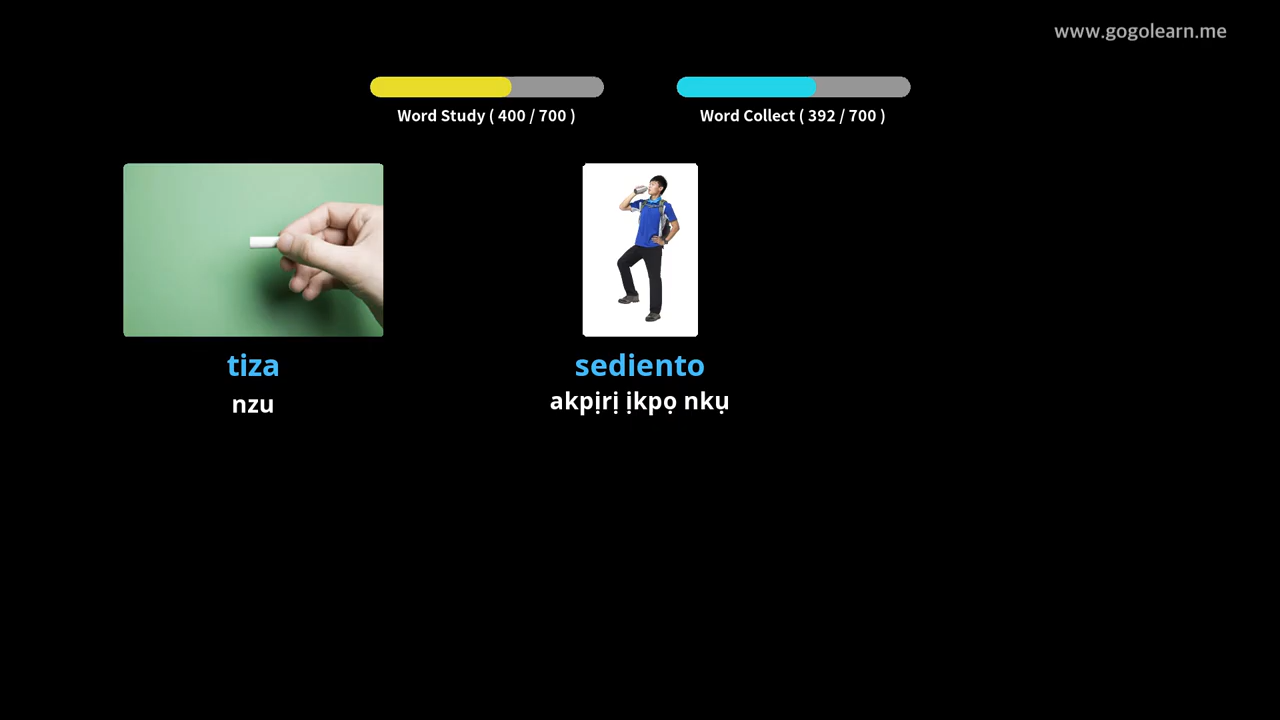 www.gogolearn.me
Word Study ( 400 / 700 )
Word Collect ( 392 / 700 )
tiza
nzu
sediento
akpịrị ịkpọ nkụ